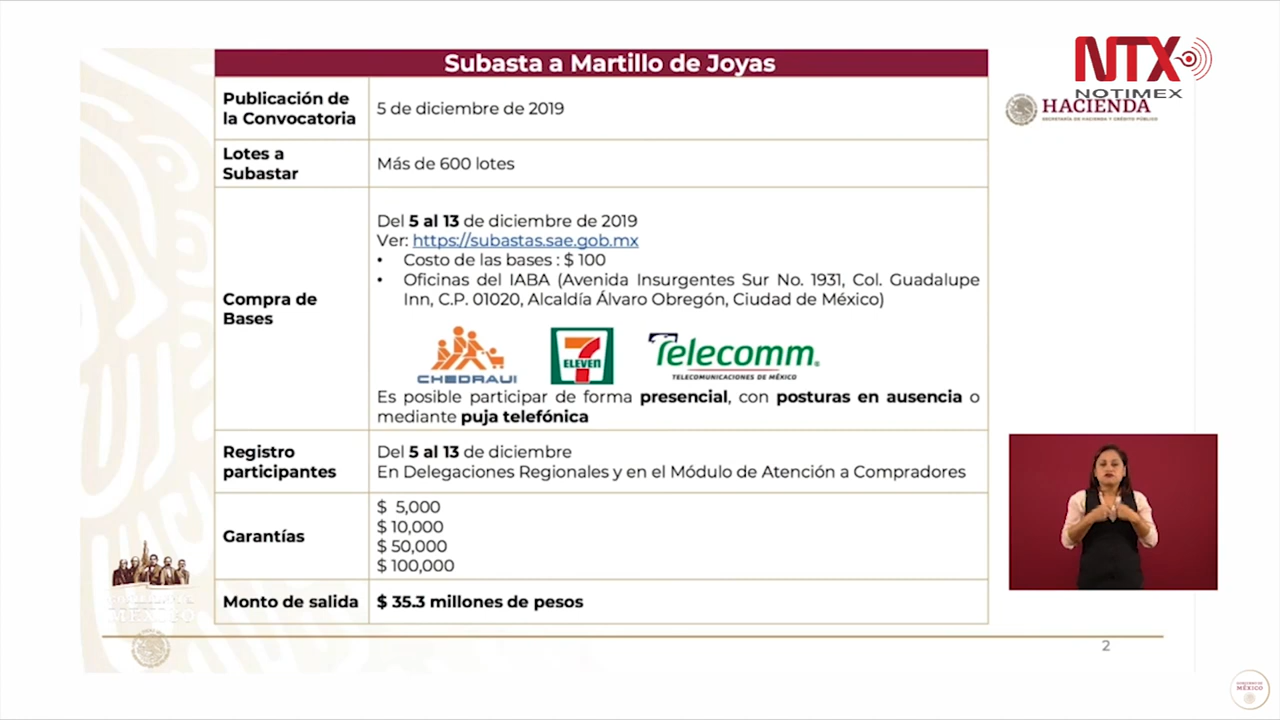 Subasta a Martillo de Joyas
NTX
NOTIMEX
HACIENDA
SECRETARÍA DE HACIENDA Y CRÉDITO PÚBLICO
Publicación de
la Convocatoria
5 de diciembre de 2019
Lotes a
Subastar
Más de 600 lotes
Compra de
Bases
Del 5 al 13 de diciembre de 2019
Ver: https://subastas.sae.gob.mx
• Costo de las bases : $ 100
• Oficinas del IABA (Avenida Insurgentes Sur No. 1931, Col. Guadalupe
Inn, C.P. 01020, Alcaldía Álvaro Obregón, Ciudad de México)
CHEDRAUI
7
ELEVEN
Telecomm®
TELECOMUNICACIONES DE MÉXICO
Es posible participar de forma presencial, con posturas en ausencia o
mediante puja telefónica
Registro
participantes
Del 5 al 13 de diciembre
En Delegaciones Regionales y en el Módulo de Atención a Compradores
Garantías
$ 5,000
$ 10,000
$ 50,000
$ 100,000
Monto de salida
$ 35.3 millones de pesos
MÉXICO
2
GOBIERNO DE
MÉXICO